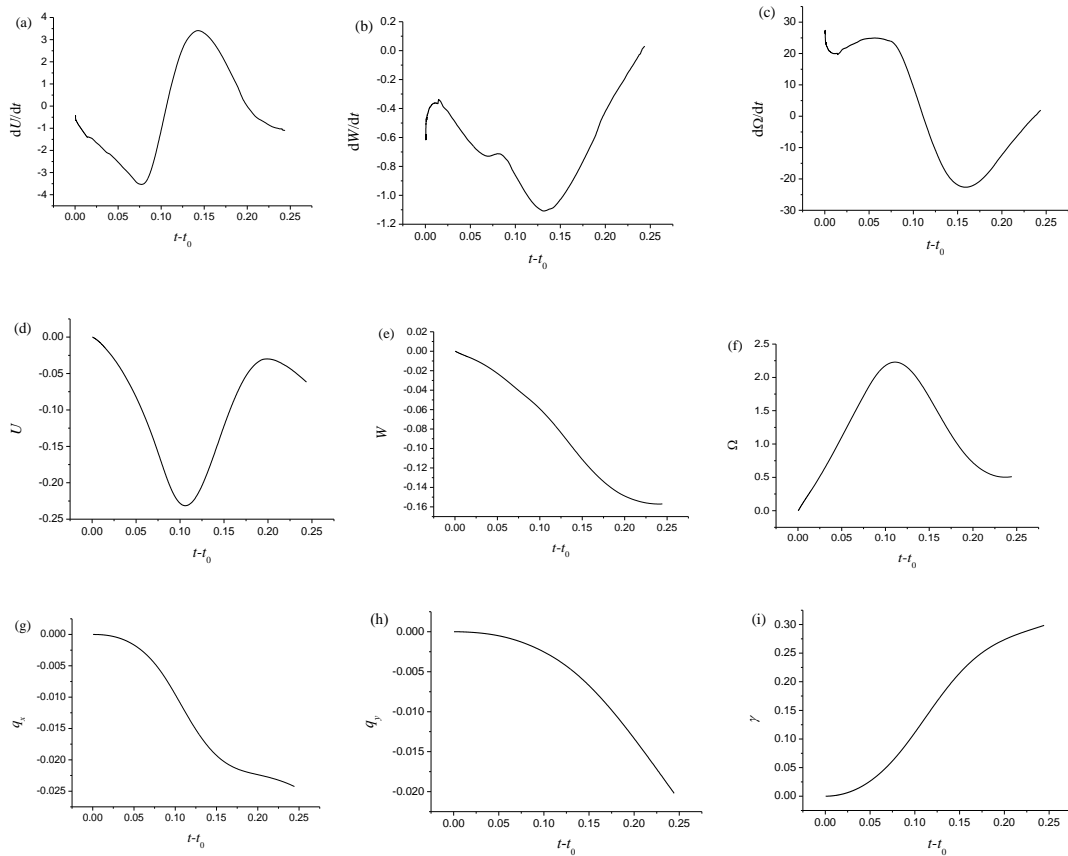 (a)
dU/dt
4
3
2
1
0
-1
-2
-3
-4
0.00 0.05 0.10 0.15 0.20 0.25
t-t0
(b)
dW/dt
0.2
0.0
-0.2
-0.4
-0.6
-0.8
-1.0
-1.2
0.00 0.05 0.10 0.15 0.20 0.25
t-t0
(c)
dΩ/dt
30
20
10
0
-10
-20
-30
0.00 0.05 0.10 0.15 0.20 0.25
t-t0
(d)
U
0.00
-0.05
-0.10
-0.15
-0.20
-0.25
0.00 0.05 0.10 0.15 0.20 0.25
t-t0
(e)
W
0.02
0.00
-0.02
-0.04
-0.06
-0.08
-0.10
-0.12
-0.14
-0.16
0.00 0.05 0.10 0.15 0.20 0.25
t-t0
(f)
Ω
2.5
2.0
1.5
1.0
0.5
0.0
0.00 0.05 0.10 0.15 0.20 0.25
t-t0
(g)
qx
0.000
-0.005
-0.010
-0.015
-0.020
-0.025
0.00 0.05 0.10 0.15 0.20 0.25
t-t0
(h)
qy
0.000
-0.005
-0.010
-0.015
-0.020
0.00 0.05 0.10 0.15 0.20 0.25
t-t0
(i)
γ
0.30
0.25
0.20
0.15
0.10
0.05
0.00
0.00 0.05 0.10 0.15 0.20 0.25
t-t0